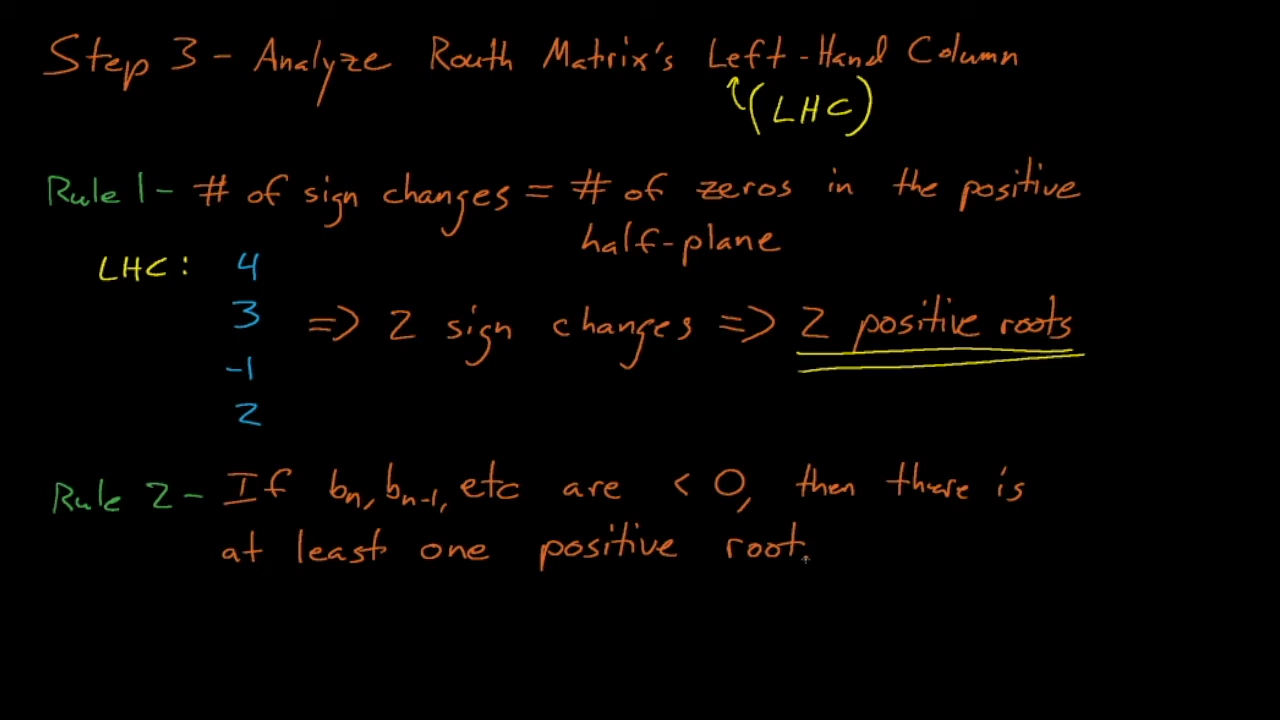 Step 3 - Analyze Routh Matrix's Left-Hand Column
(LHC)
Rule 1 - # of sign changes = # of zeros in the positive
half-plane
LHC: 4
3
=> 2 sign changes => 2 positive roots
-1
2
Rule 2 - If bn, bn-1, etc are < 0, then there is
at least one positive root.